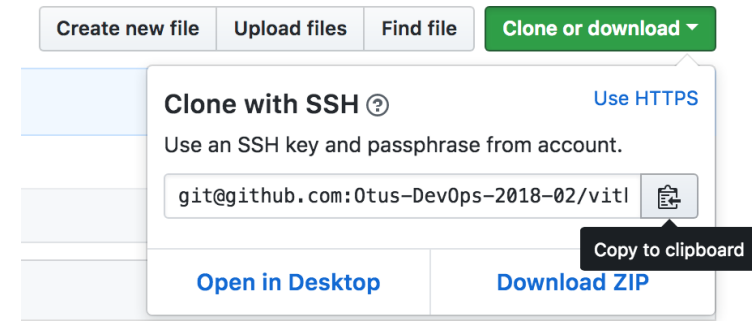 Create new file Upload files Find file Clone or download
Clone with SSH ? Use HTTPS
Use an SSH key and passphrase from account.
git@github.com:Otus-DevOps-2018-02/vitl
Copy to clipboard
Open in Desktop Download ZIP